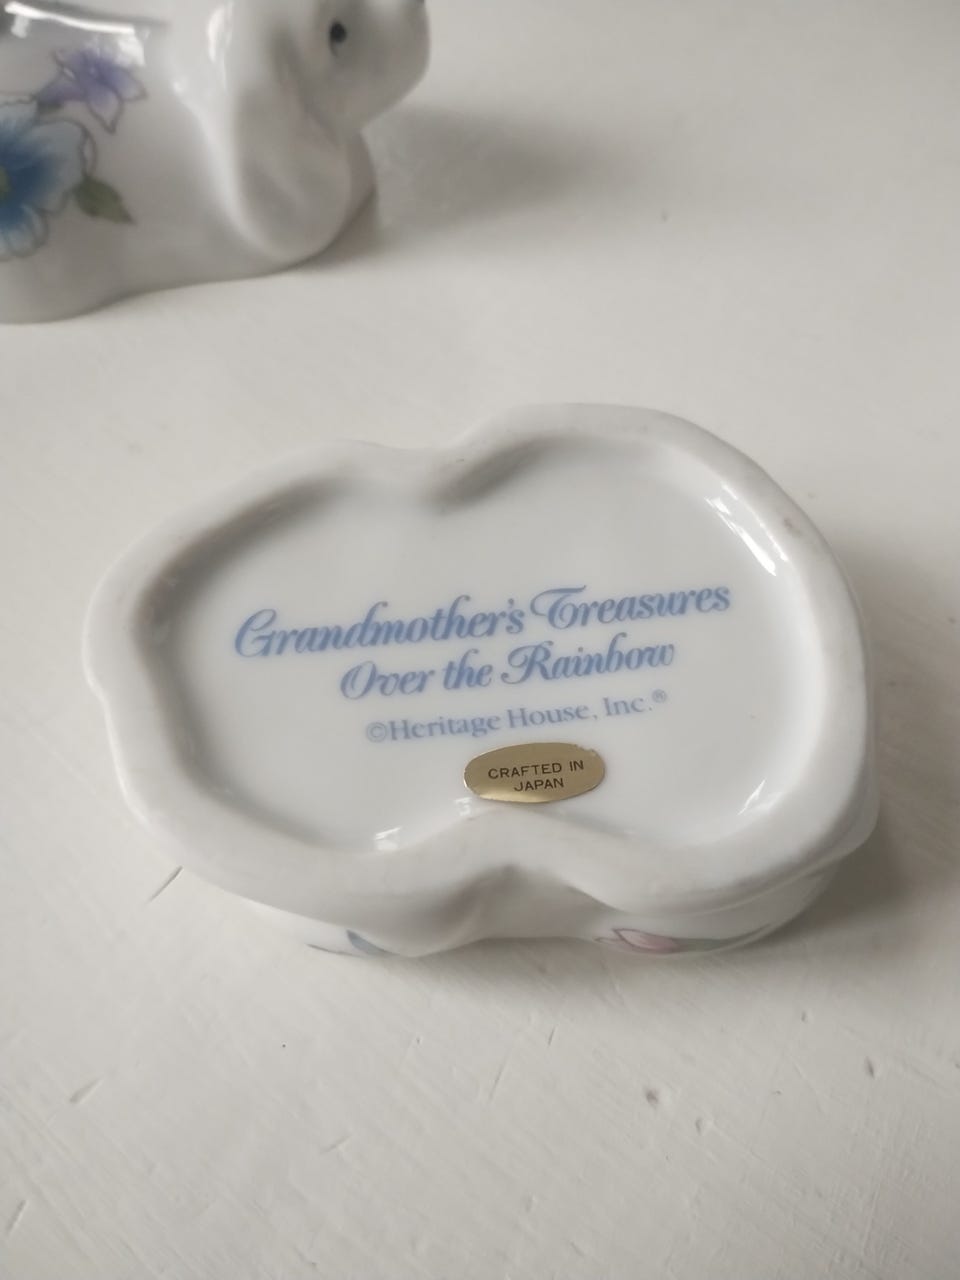 Grandmother's Treasures
Over the Rainbow
©Heritage House, Inc.®
CRAFTED IN
JAPAN